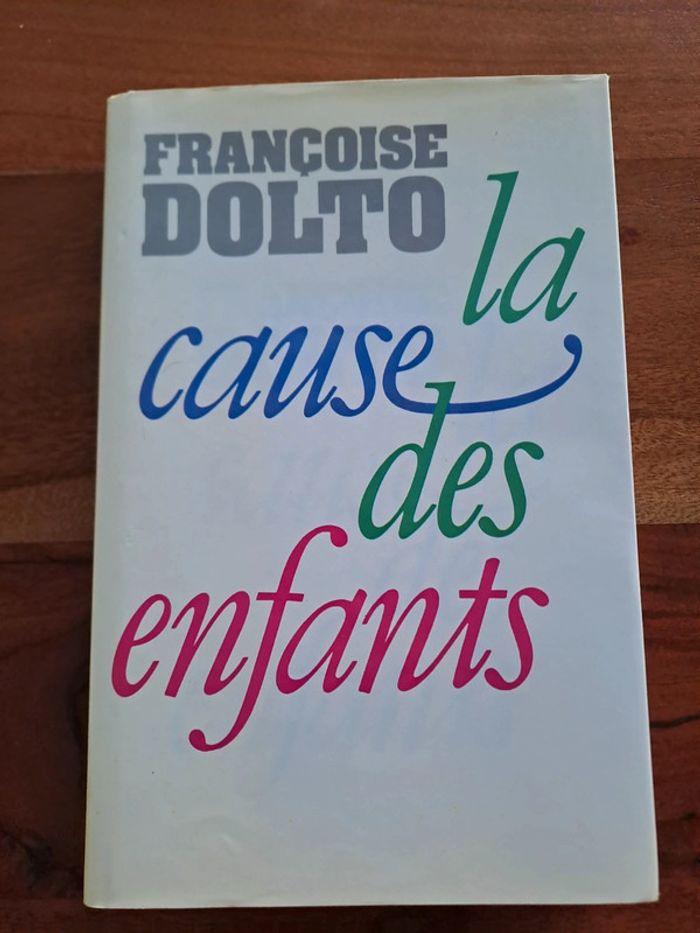 FRANÇOISE
DOLTO
la
cause
des
enfants